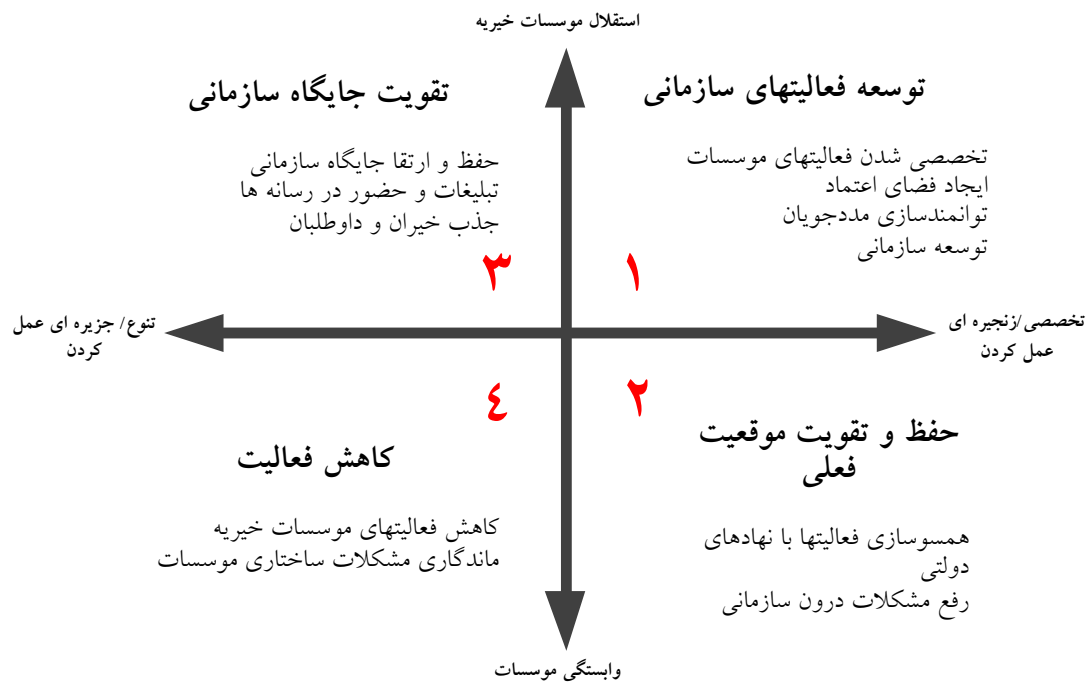 استقلال موسسات خیریه
توسعه فعالیتهای سازمانی
تخصصی شدن فعالیتهای موسسات
ایجاد فضای اعتماد
توانمندسازی مددجویان
توسعه سازمانی
۱
تقویت جایگاه سازمانی
حفظ و ارتقا جایگاه سازمانی
تبلیغات و حضور در رسانه ها
جذب خیران و داوطلبان
۳
تخصصی/زنجیره ای
عمل کردن
تنوع/ جزیره ای عمل
کردن
۲
حفظ و تقویت موقعیت
فعلی
همسوسازی فعالیتها با نهادهای
دولتی
رفع مشکلات درون سازمانی
٤
کاهش فعالیت
کاهش فعالیتهای موسسات خیریه
ماندگاری مشکلات ساختاری موسسات
وابستگی موسسات